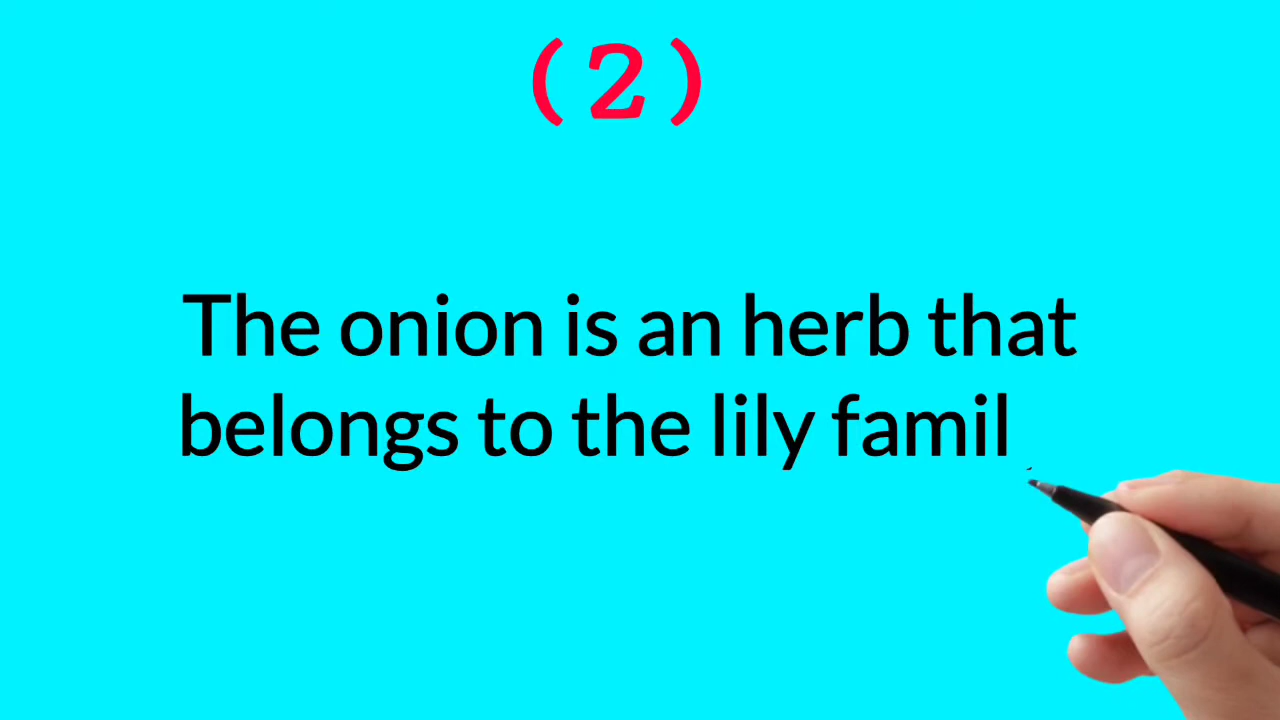 (2)
The onion is an herb that
belongs to the lily famil